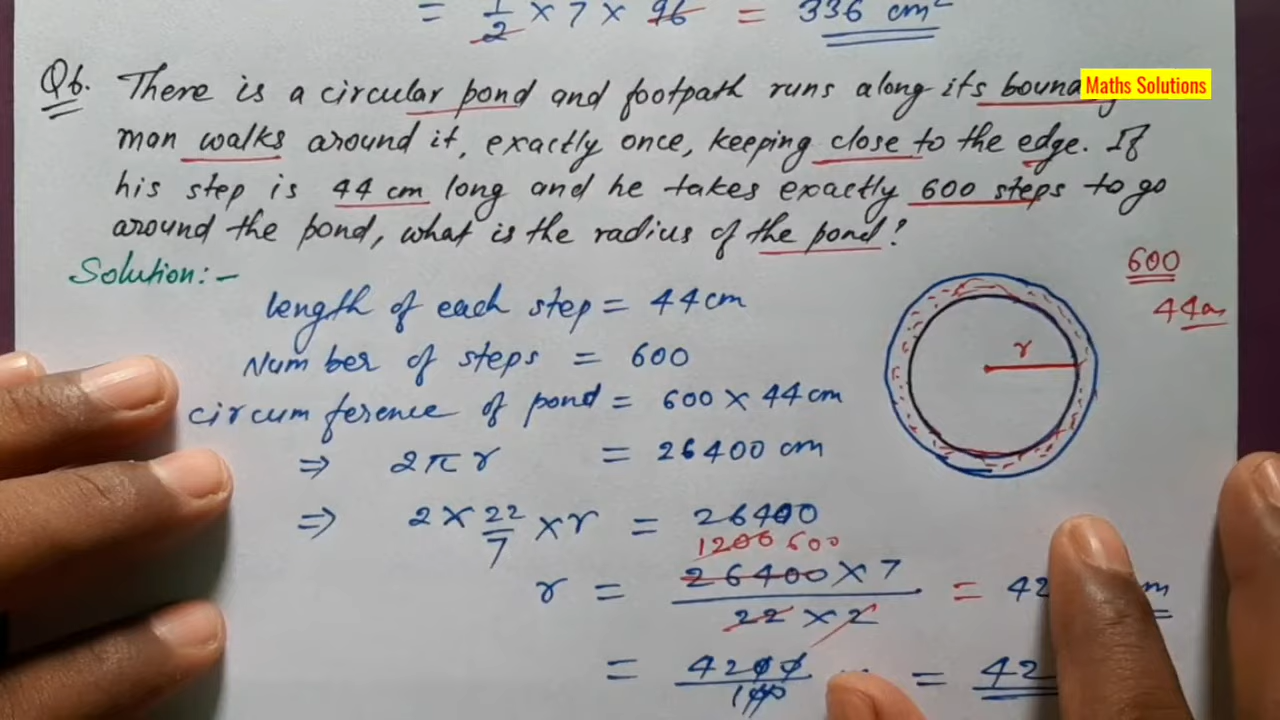 = 1/2 × 7 × 96 = 336 cm²
Q6. There is a circular pond and footpath runs along its
Maths Solutions
man walks around it, exactly once, keeping close to the edge. If
his step is 44 cm long and he takes exactly 600 steps to go
around the pond, what is the radius of the pond?
Solution:-
600
44cm
length of each step = 44 cm
Number of steps = 600
r
circumference of pond = 600 × 44 cm
⇒ 2πr = 26400 cm
⇒ 2 × 22/7 × r = 26400
1200 600
r = 26400 × 7 / 22 × 2 = 42
= 4200/100 = 42